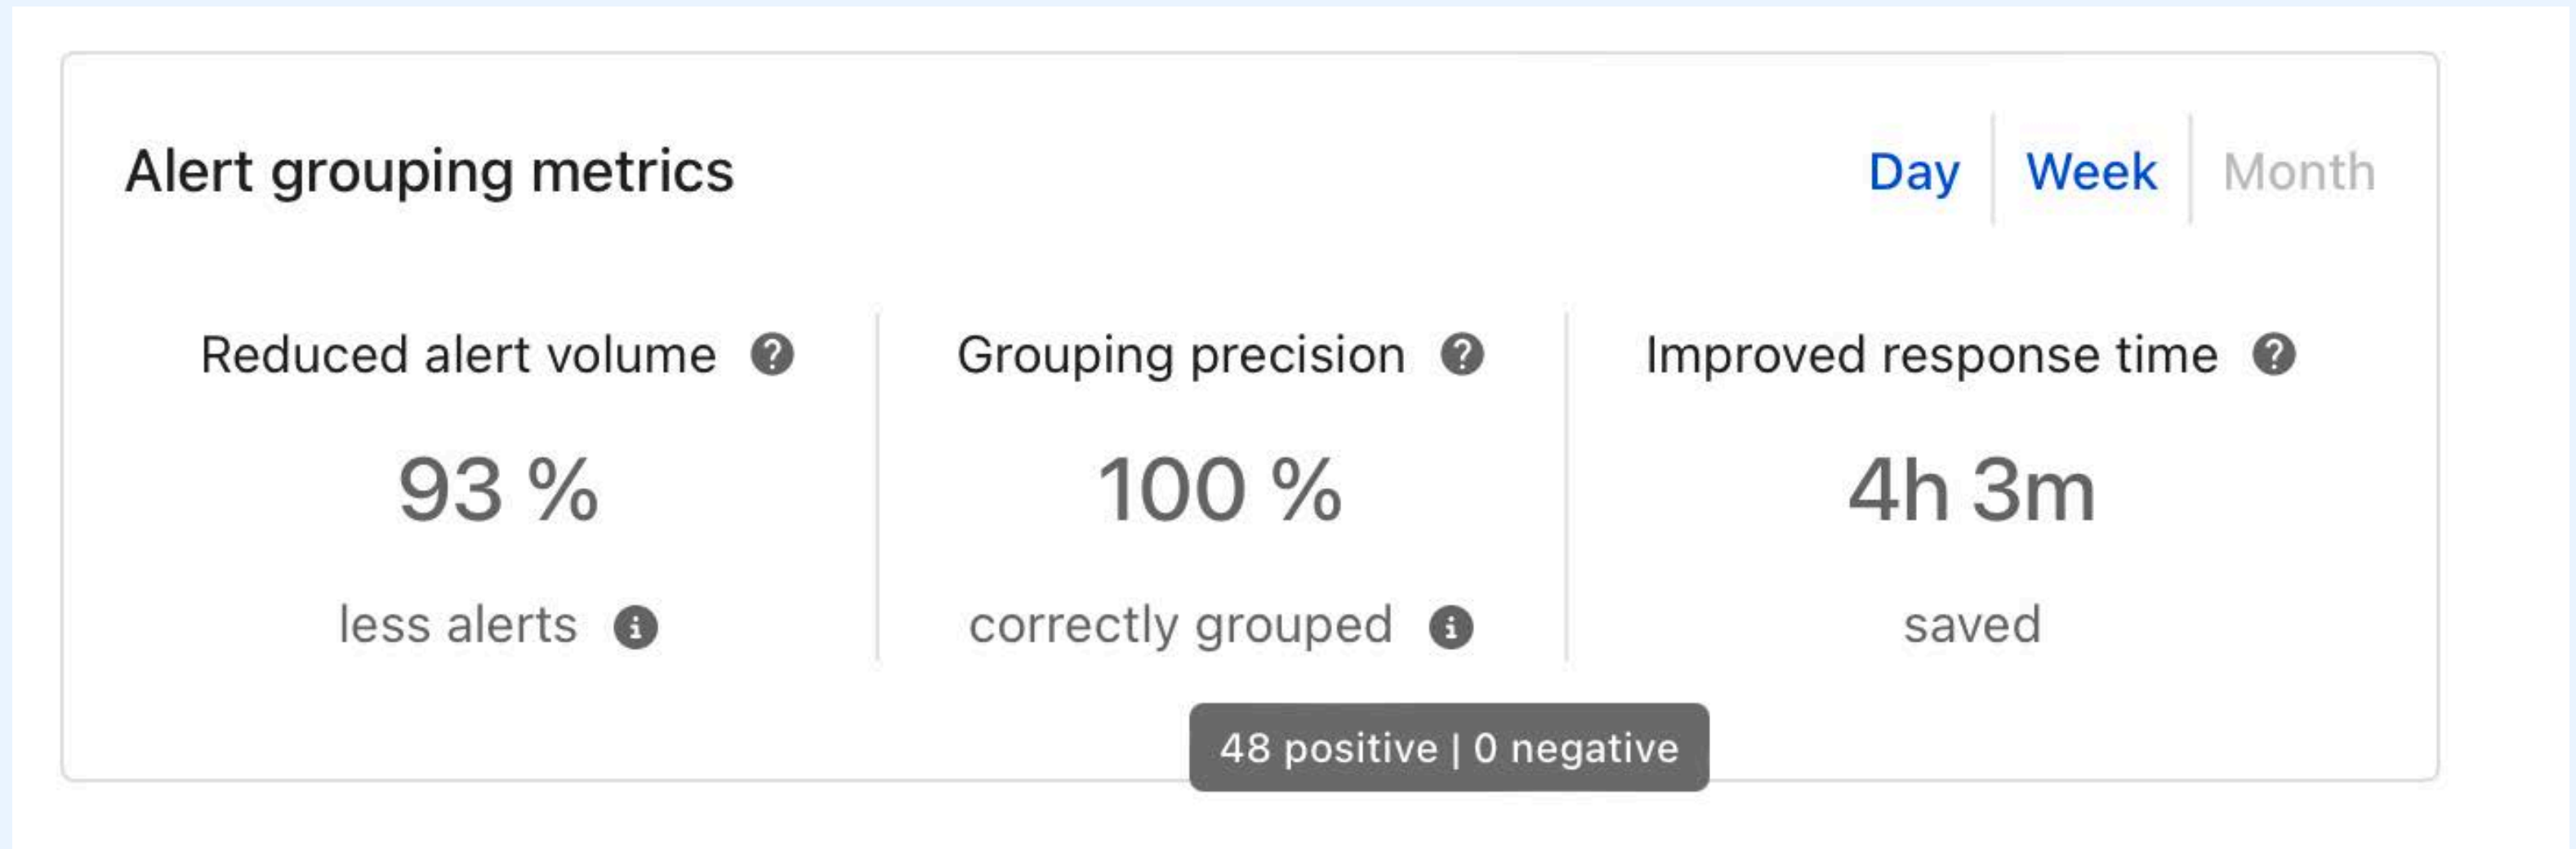 Alert grouping metrics
Day | Week | Month
Reduced alert volume
Grouping precision
Improved response time
93 %
100 %
4h 3m
less alerts
correctly grouped
saved
48 positive | 0 negative